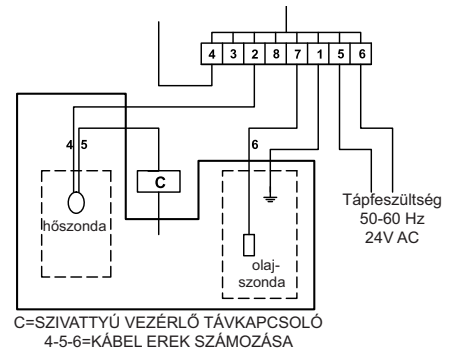 4 3 2 8 7 1 5 6
4 5
6
C
hőszonda
olaj-
szonda
Tápfeszültség
50-60 Hz
24V AC
C=SZIVATTYÚ VEZÉRLŐ TÁVKAPCSOLÓ
4-5-6=KÁBEL EREK SZÁMOZÁSA